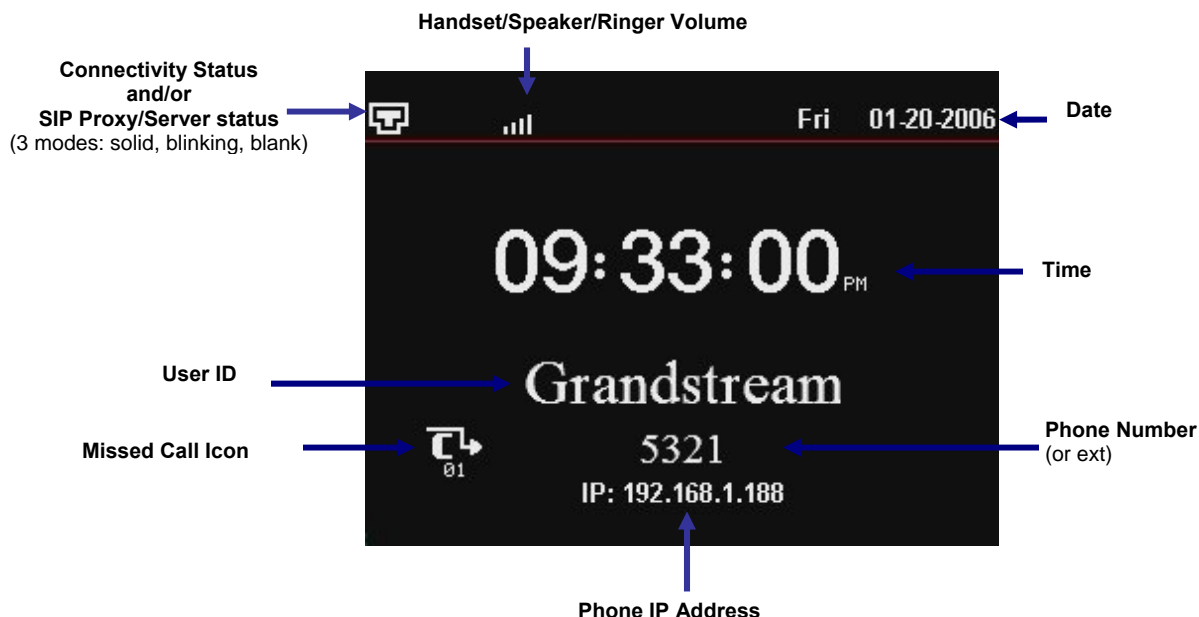 Handset/Speaker/Ringer Volume
Connectivity Status
and/or
SIP Proxy/Server status
(3 modes: solid, blinking, blank)
Fri 01-20-2006
Date
09:33:00 PM
Time
User ID
Grandstream
Missed Call Icon
01
5321
Phone Number
(or ext)
IP: 192.168.1.188
Phone IP Address